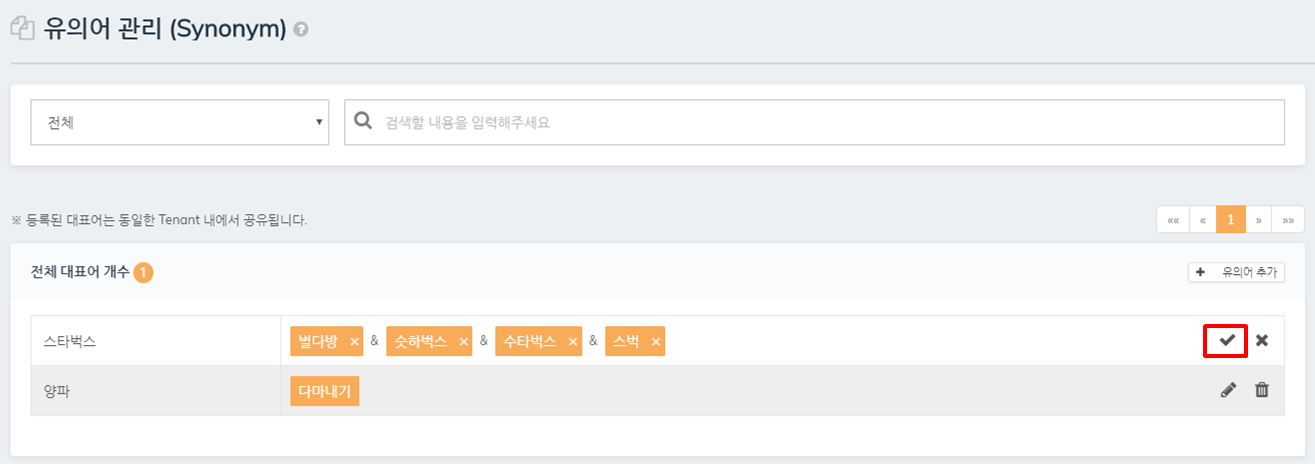 유의어 관리 (Synonym) ?
전체 ▼
검색할 내용을 입력해주세요
※ 등록된 대표어는 동일한 Tenant 내에서 공유됩니다.
«« « 1 » »»
전체 대표어 개수 1
+ 유의어 추가
스타벅스 별다방 × & 슷하벅스 × & 수타벅스 × & 스벅 ×
양파 다마내기